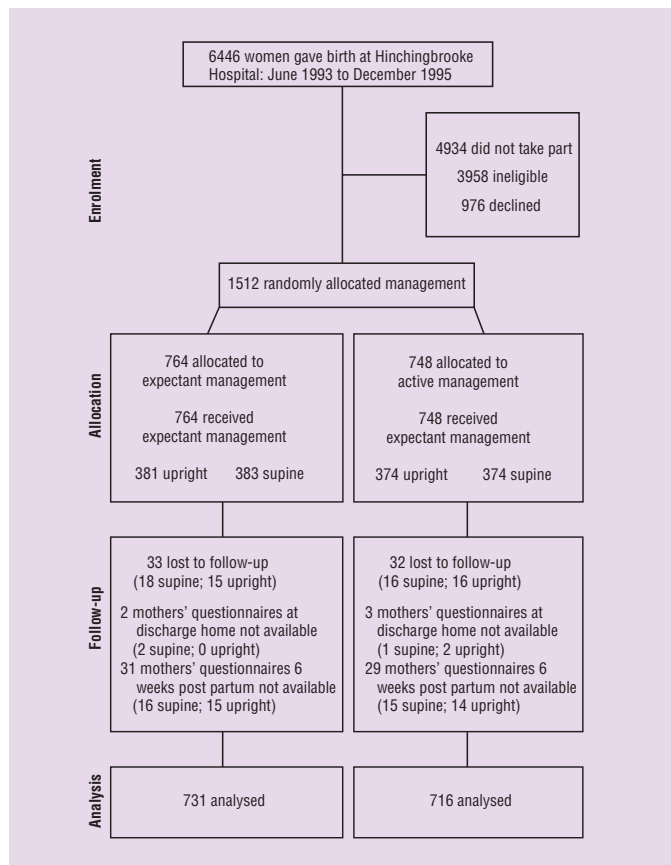 6446 women gave birth at Hinchingbrooke
Hospital: June 1993 to December 1995
Enrolment
4934 did not take part
3958 ineligible
976 declined
1512 randomly allocated management
Allocation
764 allocated to
expectant management
764 received
expectant management
381 upright 383 supine
748 allocated to
active management
748 received
expectant management
374 upright 374 supine
Follow-up
33 lost to follow-up
(18 supine; 15 upright)
2 mothers’ questionnaires at
discharge home not available
(2 supine; 0 upright)
31 mothers’ questionnaires 6
weeks post partum not available
(16 supine; 15 upright)
32 lost to follow-up
(16 supine; 16 upright)
3 mothers’ questionnaires at
discharge home not available
(1 supine; 2 upright)
29 mothers’ questionnaires 6
weeks post partum not available
(15 supine; 14 upright)
Analysis
731 analysed
716 analysed